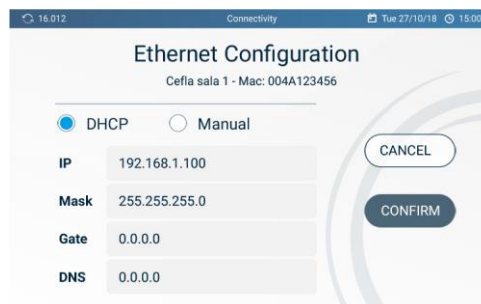 16.012 Connectivity Tue 27/10/18 15:00
Ethernet Configuration
Cefla sala 1 - Mac: 004A123456
DHCP Manual
IP 192.168.1.100
CANCEL
Mask 255.255.255.0
CONFIRM
Gate 0.0.0.0
DNS 0.0.0.0